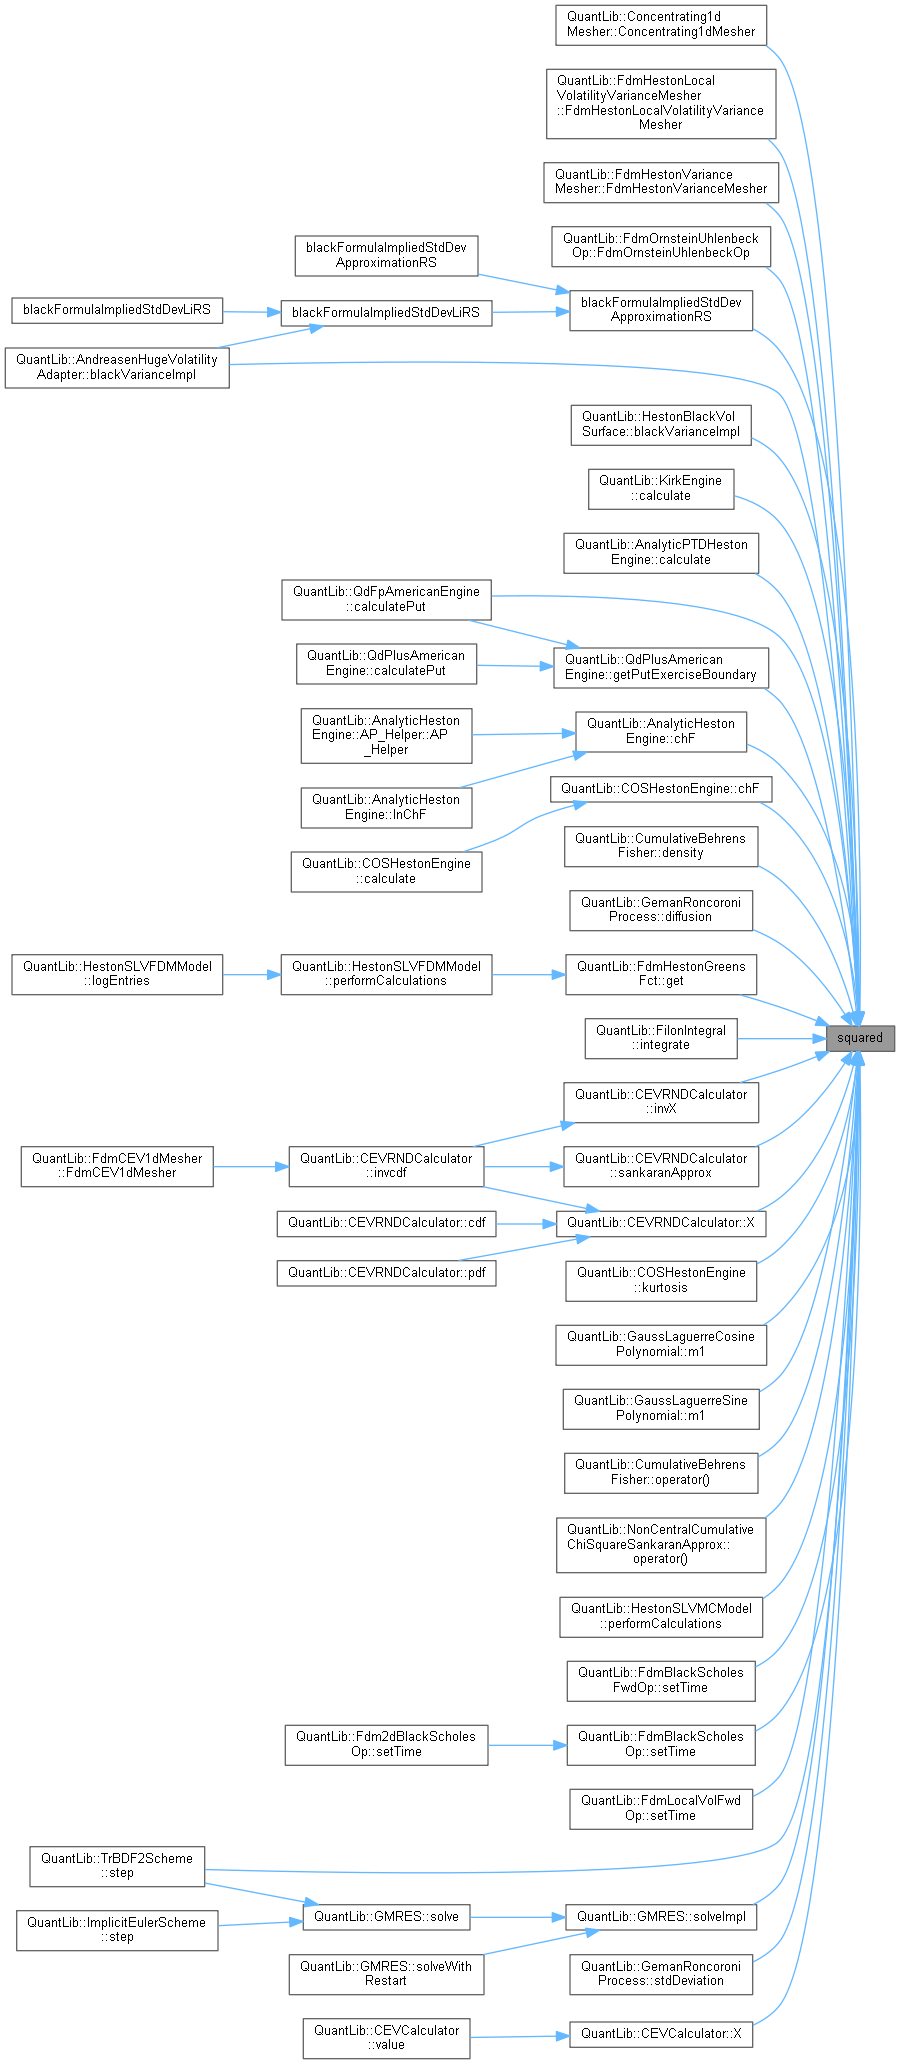 QuantLib::Concentrating1d
Mesher::Concentrating1dMesher
QuantLib::FdmHestonLocal
VolatilityVarianceMesher
::FdmHestonLocalVolatilityVariance
Mesher
QuantLib::FdmHestonVariance
Mesher::FdmHestonVarianceMesher
QuantLib::FdmOrnsteinUhlenbeck
Op::FdmOrnsteinUhlenbeckOp
blackFormulaImpliedStdDev
ApproximationRS
blackFormulaImpliedStdDev
ApproximationRS
blackFormulaImpliedStdDevLiRS
blackFormulaImpliedStdDevLiRS
QuantLib::AndreasenHugeVolatility
Adapter::blackVarianceImpl
QuantLib::HestonBlackVol
Surface::blackVarianceImpl
QuantLib::KirkEngine
::calculate
QuantLib::AnalyticPTDHeston
Engine::calculate
QuantLib::QdFpAmericanEngine
::calculatePut
QuantLib::QdPlusAmerican
Engine::calculatePut
QuantLib::QdPlusAmerican
Engine::getPutExerciseBoundary
QuantLib::AnalyticHeston
Engine::AP_Helper::AP
_Helper
QuantLib::AnalyticHeston
Engine::chF
QuantLib::AnalyticHeston
Engine::lnChF
QuantLib::COSHestonEngine::chF
QuantLib::COSHestonEngine
::calculate
QuantLib::CumulativeBehrens
Fisher::density
QuantLib::GemanRoncoroni
Process::diffusion
QuantLib::HestonSLVFDMModel
::logEntries
QuantLib::HestonSLVFDMModel
::performCalculations
QuantLib::FdmHestonGreens
Fct::get
QuantLib::FilonIntegral
::integrate
squared
QuantLib::CEVRNDCalculator
::invX
QuantLib::FdmCEV1dMesher
::FdmCEV1dMesher
QuantLib::CEVRNDCalculator
::invcdf
QuantLib::CEVRNDCalculator
::sankaranApprox
QuantLib::CEVRNDCalculator::cdf
QuantLib::CEVRNDCalculator::X
QuantLib::CEVRNDCalculator::pdf
QuantLib::COSHestonEngine
::kurtosis
QuantLib::GaussLaguerreCosine
Polynomial::m1
QuantLib::GaussLaguerreSine
Polynomial::m1
QuantLib::CumulativeBehrens
Fisher::operator()
QuantLib::NonCentralCumulative
ChiSquareSankaranApprox::
operator()
QuantLib::HestonSLVMCModel
::performCalculations
QuantLib::FdmBlackScholes
FwdOp::setTime
QuantLib::Fdm2dBlackScholes
Op::setTime
QuantLib::FdmBlackScholes
Op::setTime
QuantLib::FdmLocalVolFwd
Op::setTime
QuantLib::TrBDF2Scheme
::step
QuantLib::ImplicitEulerScheme
::step
QuantLib::GMRES::solve
QuantLib::GMRES::solveImpl
QuantLib::GMRES::solveWith
Restart
QuantLib::GemanRoncoroni
Process::stdDeviation
QuantLib::CEVCalculator
::value
QuantLib::CEVCalculator::X